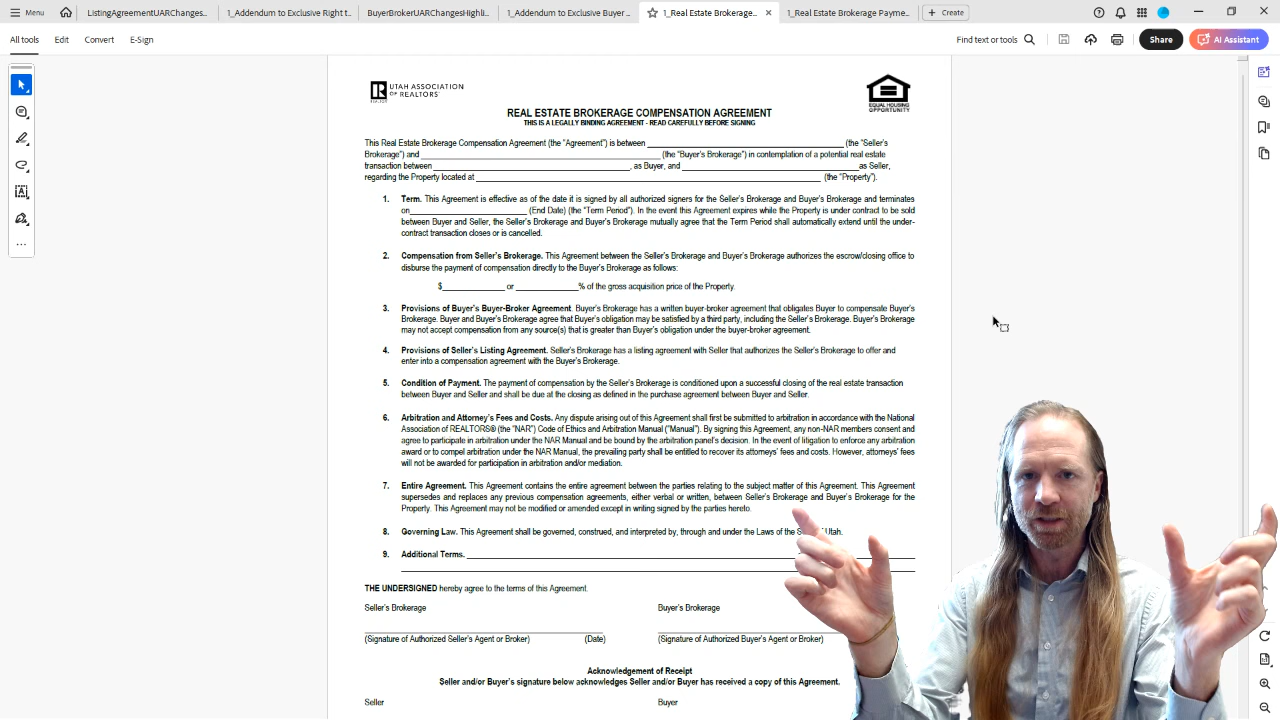 Menu
ListingAgreementUARChanges...
1_Addendum to Exclusive Right t...
BuyerBrokerUARChangesHighli...
1_Addendum to Exclusive Buyer ...
1_Real Estate Brokerage...
1_Real Estate Brokerage Payme...
Create
All tools
Edit
Convert
E-Sign
Find text or tools
Share
AI Assistant
UTAH ASSOCIATION
OF REALTORS®
EQUAL HOUSING
OPPORTUNITY
REAL ESTATE BROKERAGE COMPENSATION AGREEMENT
THIS IS A LEGALLY BINDING AGREEMENT - READ CAREFULLY BEFORE SIGNING
This Real Estate Brokerage Compensation Agreement (the "Agreement") is between ____________________ (the "Seller's
Brokerage") and ____________________ (the "Buyer's Brokerage") in contemplation of a potential real estate
transaction between ____________________, as Buyer, and ____________________as Seller,
regarding the Property located at ____________________ (the "Property").
1. Term. This Agreement is effective as of the date it is signed by all authorized signers for the Seller's Brokerage and Buyer's Brokerage and terminates
on____________________ (End Date) (the "Term Period"). In the event this Agreement expires while the Property is under contract to be sold
between Buyer and Seller, the Seller's Brokerage and Buyer's Brokerage mutually agree that the Term Period shall automatically extend until the under-
contract transaction closes or is cancelled.
2. Compensation from Seller's Brokerage. This Agreement between the Seller's Brokerage and Buyer's Brokerage authorizes the escrow/closing office to
disburse the payment of compensation directly to the Buyer's Brokerage as follows:
$____________ or ____________% of the gross acquisition price of the Property.
3. Provisions of Buyer's Buyer-Broker Agreement. Buyer's Brokerage has a written buyer-broker agreement that obligates Buyer to compensate Buyer's
Brokerage. Buyer and Buyer's Brokerage agree that Buyer's obligation may be satisfied by a third party, including the Seller's Brokerage. Buyer's Brokerage
may not accept compensation from any source(s) that is greater than Buyer's obligation under the buyer-broker agreement.
4. Provisions of Seller's Listing Agreement. Seller's Brokerage has a listing agreement with Seller that authorizes the Seller's Brokerage to offer and
enter into a compensation agreement with the Buyer's Brokerage.
5. Condition of Payment. The payment of compensation by the Seller's Brokerage is conditioned upon a successful closing of the real estate transaction
between Buyer and Seller and shall be due at the closing as defined in the purchase agreement between Buyer and Seller.
6. Arbitration and Attorney's Fees and Costs. Any dispute arising out of this Agreement shall first be submitted to arbitration in accordance with the National
Association of REALTORS® (the "NAR") Code of Ethics and Arbitration Manual ("Manual"). By signing this Agreement, any non-NAR members consent and
agree to participate in arbitration under the NAR Manual and be bound by the arbitration panel's decision. In the event of litigation to enforce any arbitration
award or to compel arbitration under the NAR Manual, the prevailing party shall be entitled to recover its attorneys' fees and costs. However, attorneys' fees
will not be awarded for participation in arbitration and/or mediation.
7. Entire Agreement. This Agreement contains the entire agreement between the parties relating to the subject matter of this Agreement. This Agreement
supersedes and replaces any previous compensation agreements, either verbal or written, between Seller's Brokerage and Buyer's Brokerage for the
Property. This Agreement may not be modified or amended except in writing signed by the parties hereto.
8. Governing Law. This Agreement shall be governed, construed, and interpreted by, through and under the Laws of the Utah.
9. Additional Terms. ____________________
THE UNDERSIGNED hereby agree to the terms of this Agreement.
Seller's Brokerage
Buyer's Brokerage
(Signature of Authorized Seller's Agent or Broker) (Date)
(Signature of Authorized Buyer's Agent or Broker)
Acknowledgement of Receipt
Seller and/or Buyer's signature below acknowledges Seller and/or Buyer has received a copy of this Agreement.
Seller
Buyer